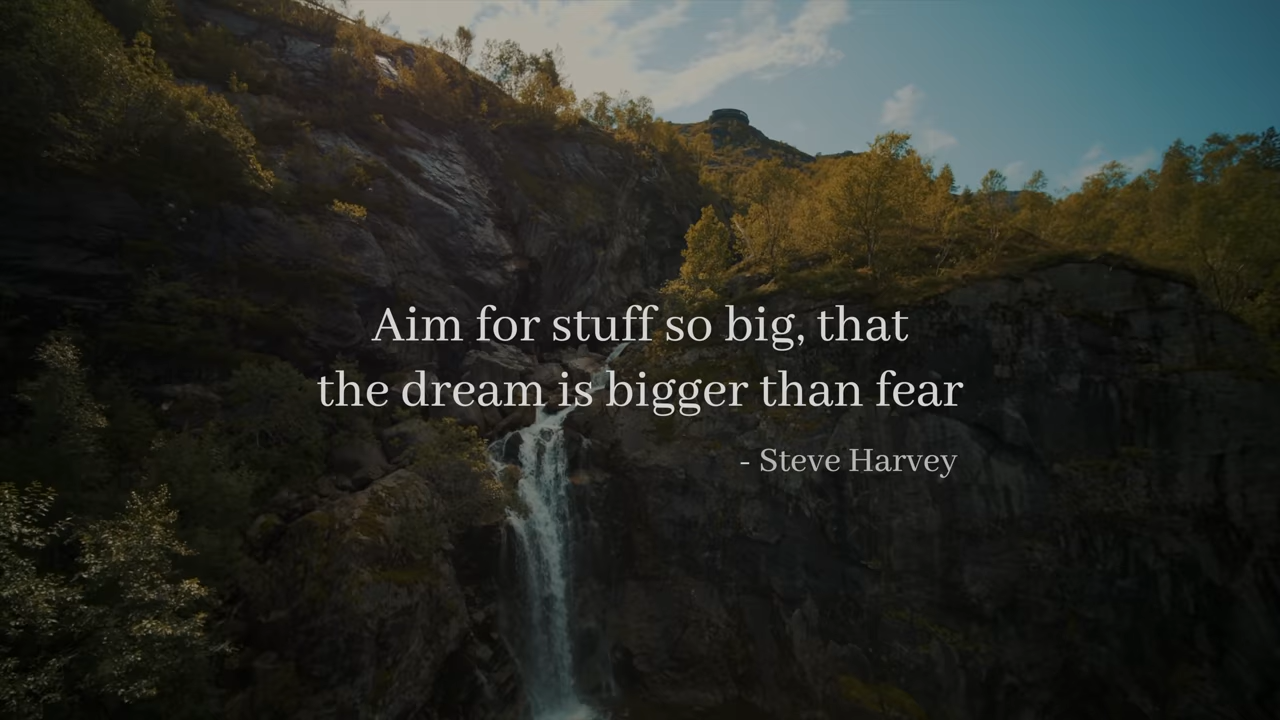 Aim for stuff so big, that
the dream is bigger than fear
- Steve Harvey